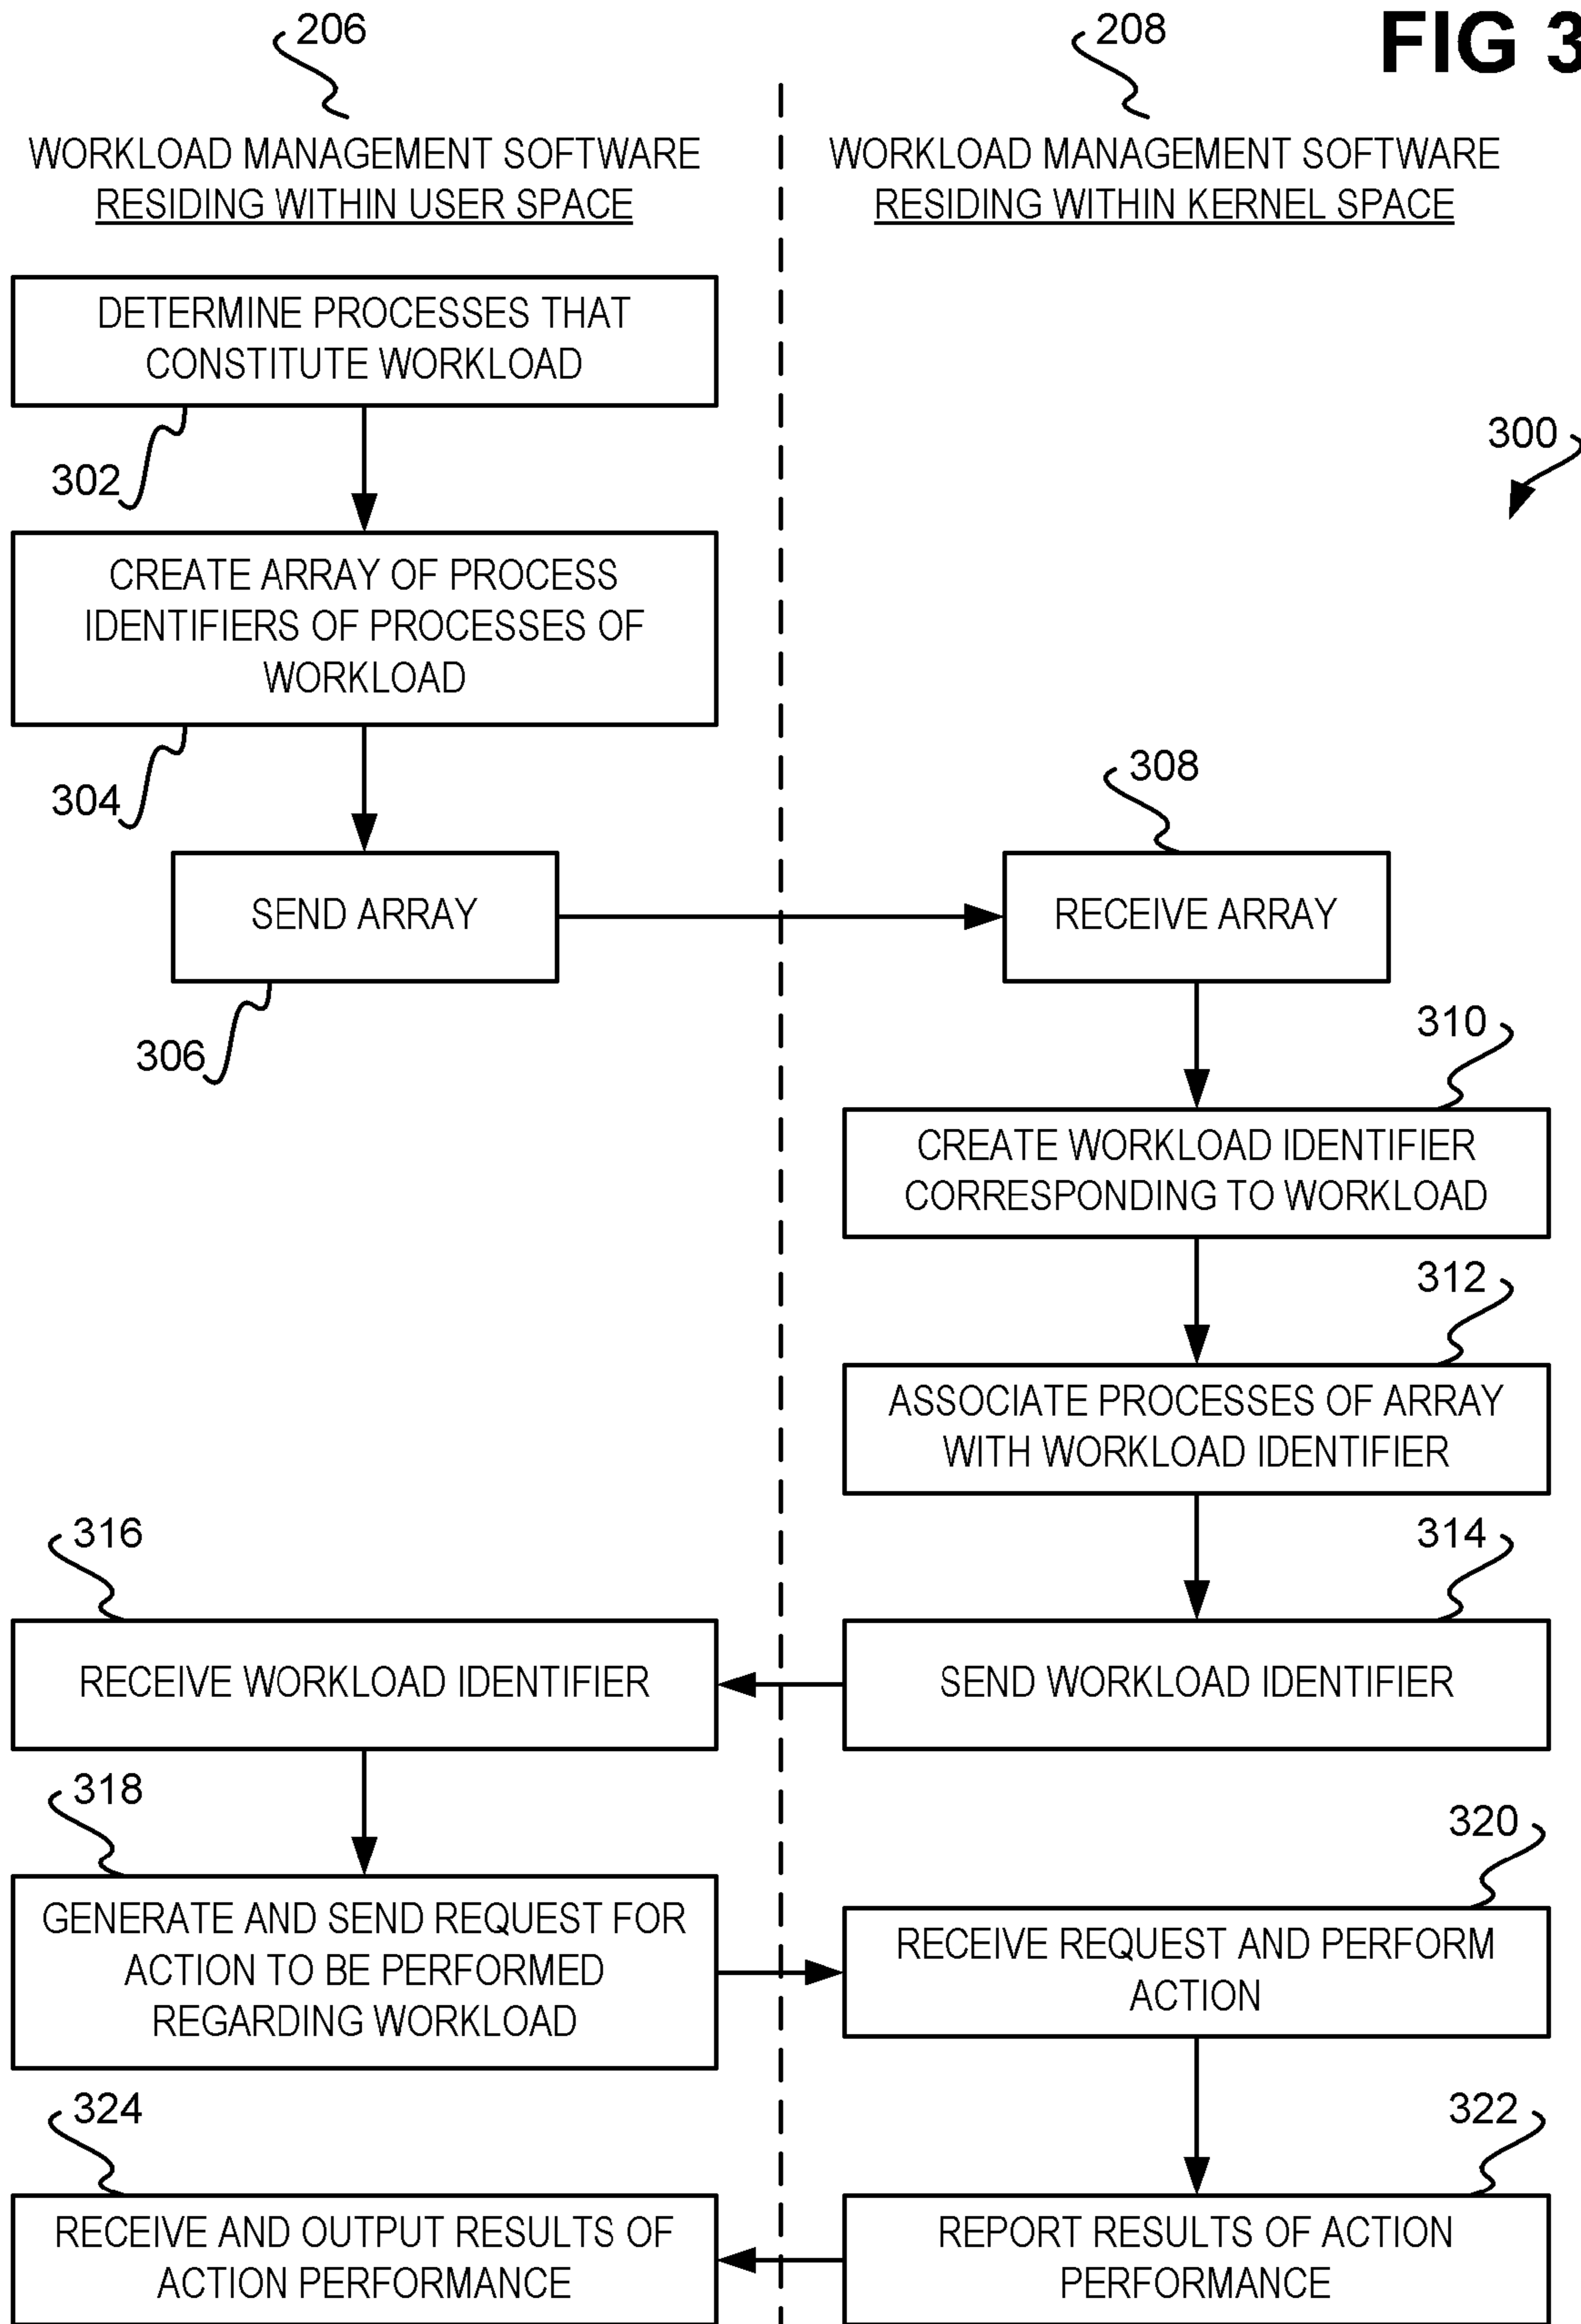 206
208
FIG 3
WORKLOAD MANAGEMENT SOFTWARE
RESIDING WITHIN USER SPACE
WORKLOAD MANAGEMENT SOFTWARE
RESIDING WITHIN KERNEL SPACE
DETERMINE PROCESSES THAT
CONSTITUTE WORKLOAD
302
300
CREATE ARRAY OF PROCESS
IDENTIFIERS OF PROCESSES OF
WORKLOAD
304
308
SEND ARRAY
RECEIVE ARRAY
306
310
CREATE WORKLOAD IDENTIFIER
CORRESPONDING TO WORKLOAD
312
ASSOCIATE PROCESSES OF ARRAY
WITH WORKLOAD IDENTIFIER
316
314
RECEIVE WORKLOAD IDENTIFIER
SEND WORKLOAD IDENTIFIER
318
320
GENERATE AND SEND REQUEST FOR
ACTION TO BE PERFORMED
REGARDING WORKLOAD
RECEIVE REQUEST AND PERFORM
ACTION
324
322
RECEIVE AND OUTPUT RESULTS OF
ACTION PERFORMANCE
REPORT RESULTS OF ACTION
PERFORMANCE